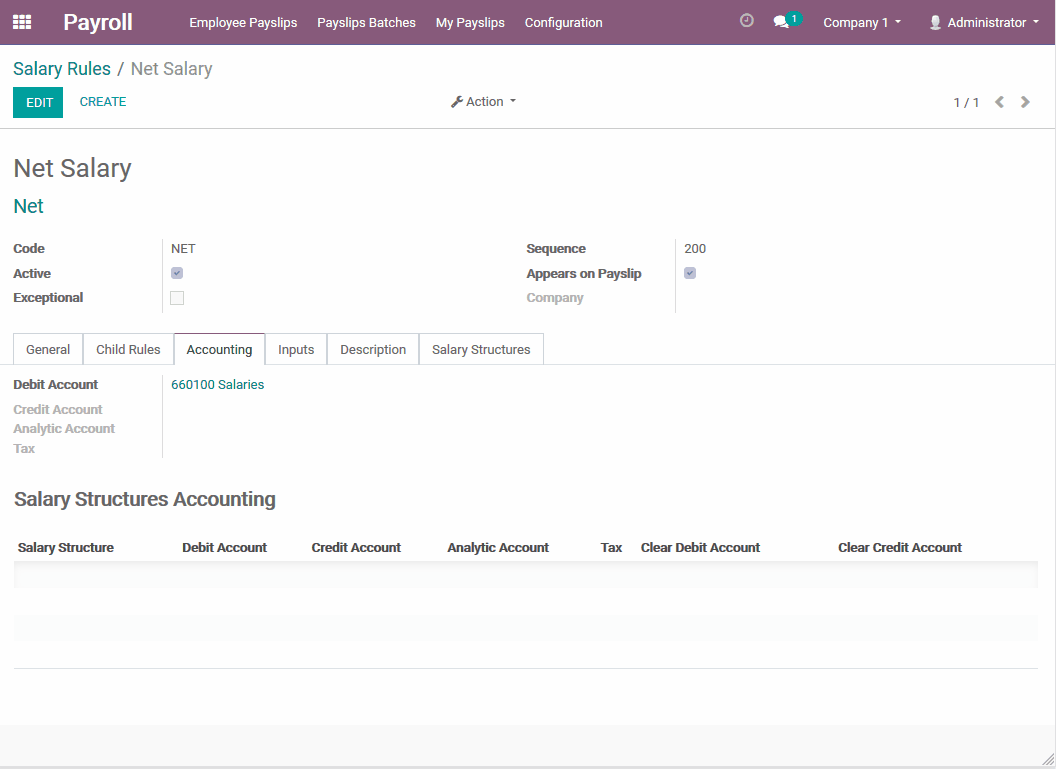 Payroll Employee Payslips Payslips Batches My Payslips Configuration 1 Company 1 Administrator
Salary Rules / Net Salary
EDIT CREATE Action 1 / 1
Net Salary
Net
Code NET Sequence 200
Active Appears on Payslip
Exceptional Company
General Child Rules Accounting Inputs Description Salary Structures
Debit Account 660100 Salaries
Credit Account
Analytic Account
Tax
Salary Structures Accounting
Salary Structure Debit Account Credit Account Analytic Account Tax Clear Debit Account Clear Credit Account